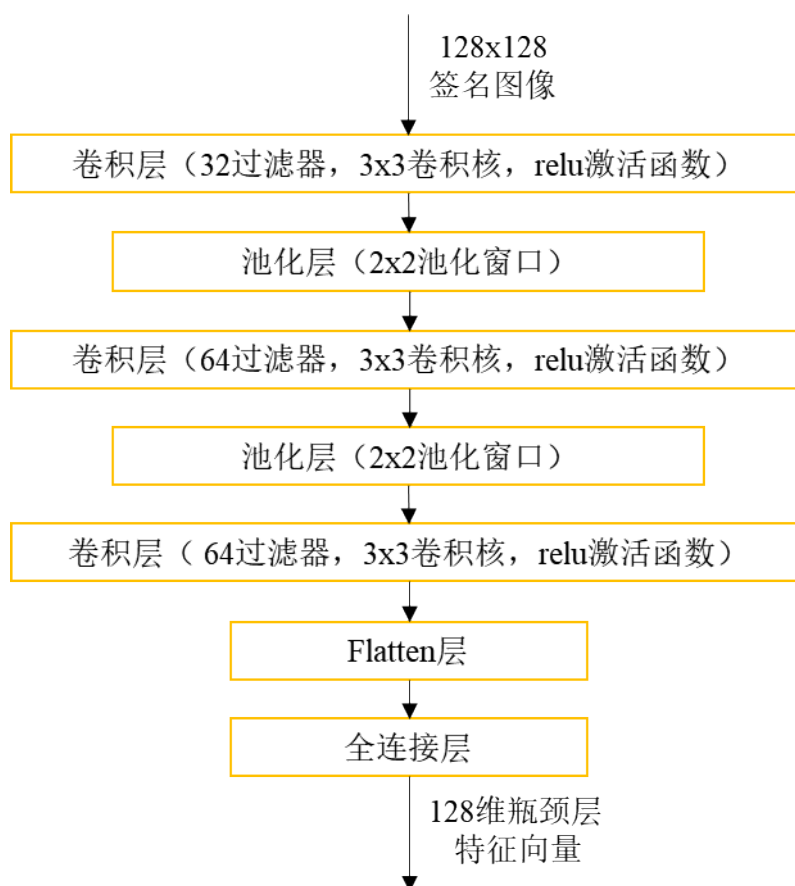 128x128
签名图像
卷积层（32过滤器，3x3卷积核，relu激活函数）
池化层（2x2池化窗口）
卷积层（64过滤器，3x3卷积核，relu激活函数）
池化层（2x2池化窗口）
卷积层（ 64过滤器，3x3卷积核，relu激活函数）
Flatten层
全连接层
128维瓶颈层
特征向量